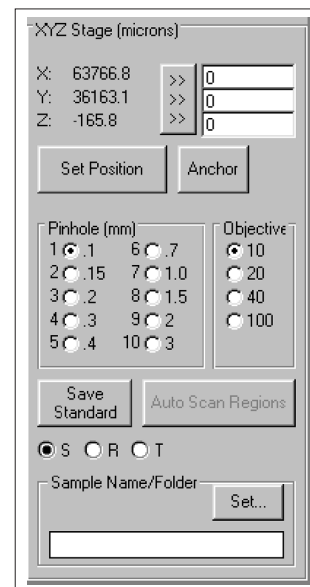 XYZ Stage (microns)
X: 63766.8 >> 0
Y: 36163.1 >> 0
Z: -165.8 >> 0
Set Position Anchor
Pinhole (mm) Objective
1 .1 6 .7 10
2 .15 7 1.0 20
3 .2 8 1.5 40
4 .3 9 2 100
5 .4 10 3
Save Standard Auto Scan Regions
S R T
Sample Name/Folder
Set...